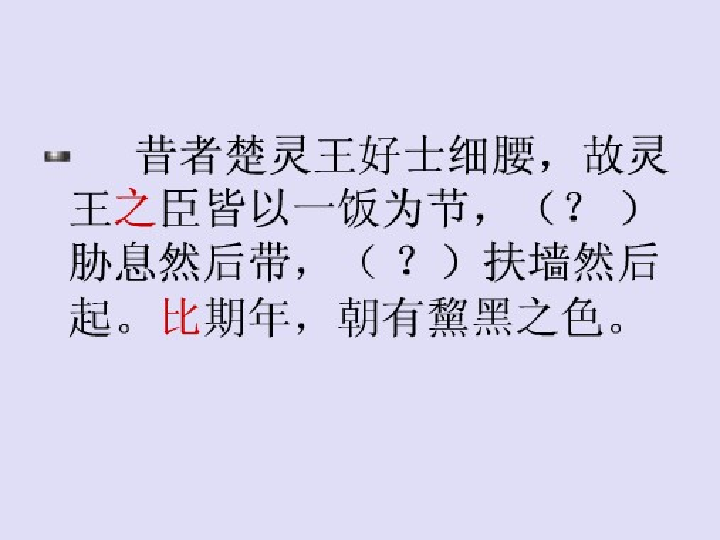 昔者楚灵王好士细腰，故灵
王之臣皆以一饭为节，（？ ）
胁息然后带，（ ？）扶墙然后
起。比期年，朝有黧黑之色。